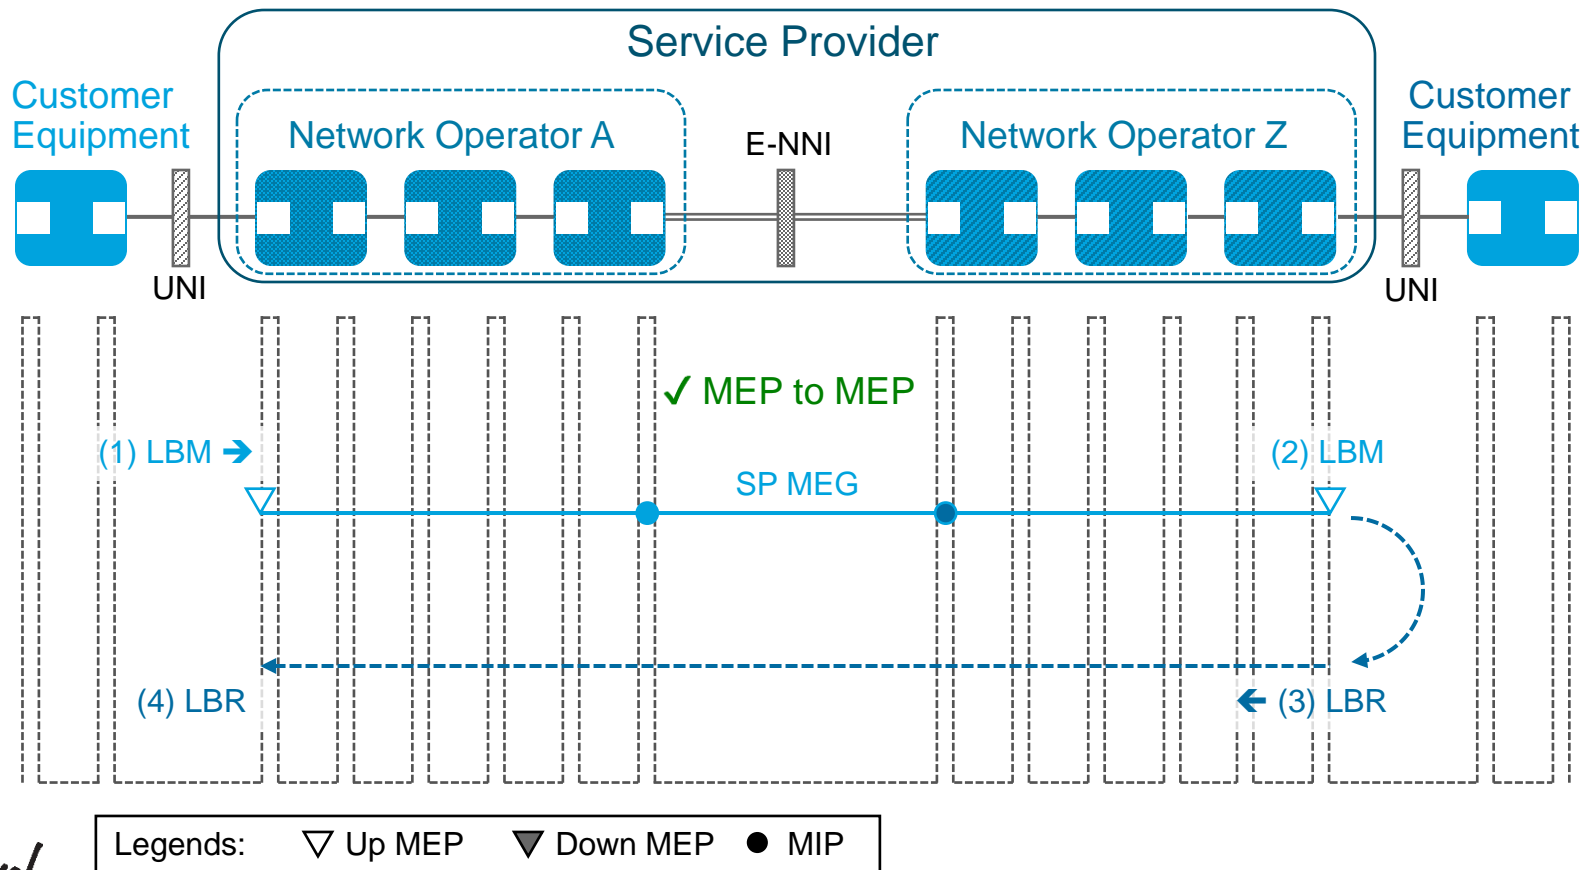 Service Provider
Customer
Equipment
Network Operator A
E-NNI
Network Operator Z
Customer
Equipment
UNI
UNI
✓ MEP to MEP
(1) LBM →
(2) LBM
SP MEG
(4) LBR
← (3) LBR
Legends: Up MEP Down MEP MIP